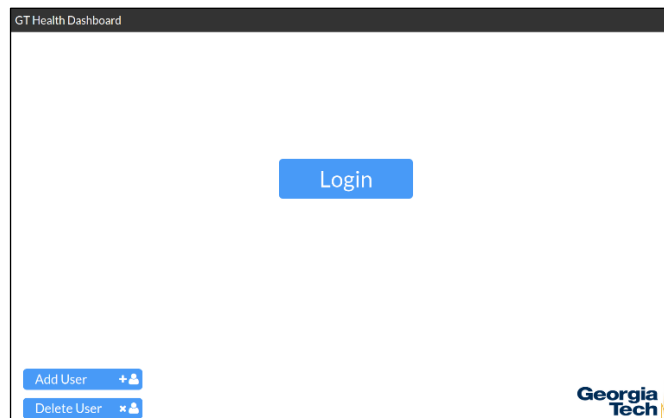 GT Health Dashboard
Login
Add User
Delete User
Georgia
Tech